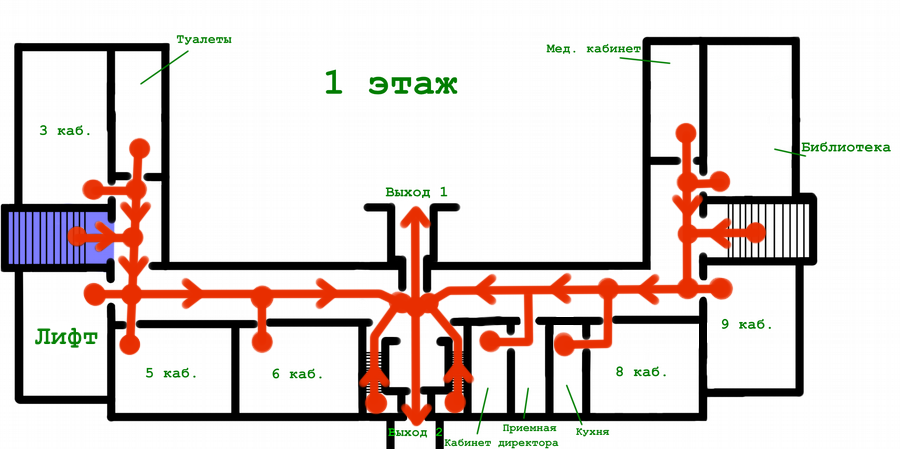 Туалеты
Мед. кабинет
1 этаж
3 каб.
Библиотека
Выход 1
Лифт
9 каб.
5 каб.
6 каб.
8 каб.
Выход 2
Приемная
Кухня
Кабинет директора